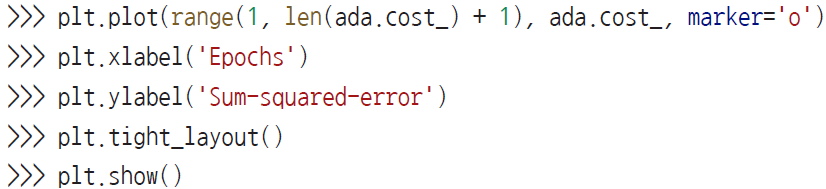 >>> plt.plot(range(1, len(ada.cost_) + 1), ada.cost_, marker='o')
>>> plt.xlabel('Epochs')
>>> plt.ylabel('Sum-squared-error')
>>> plt.tight_layout()
>>> plt.show()